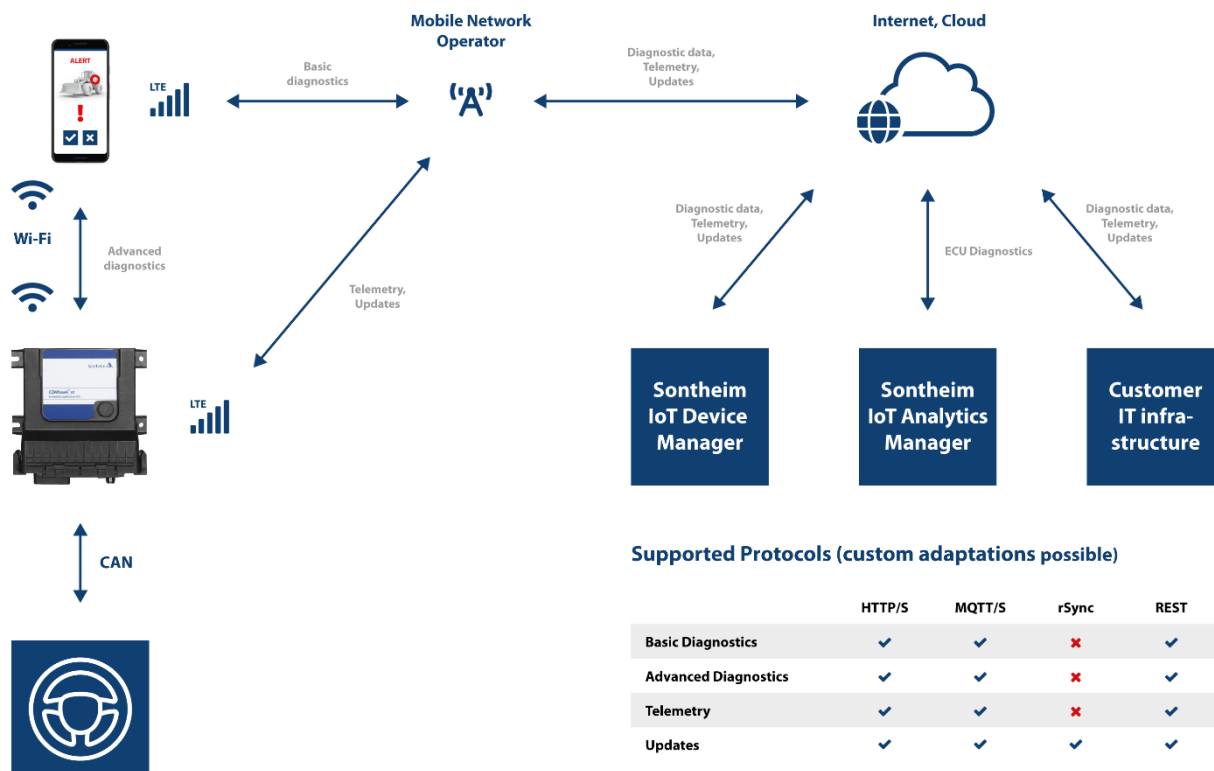 Mobile Network
Operator
Internet, Cloud
ALERT
!
LTE
Basic
diagnostics
Diagnostic data,
Telemetry,
Updates
Wi-Fi
Advanced
diagnostics
Telemetry,
Updates
Diagnostic data,
Telemetry,
Updates
ECU Diagnostics
Diagnostic data,
Telemetry,
Updates
LTE
Sontheim
IoT Device
Manager
Sontheim
IoT Analytics
Manager
Customer
IT infra-
structure
CAN
Supported Protocols (custom adaptations possible)
HTTP/S MQTT/S rSync REST
Basic Diagnostics ✔ ✔ ✖ ✔
Advanced Diagnostics ✔ ✔ ✖ ✔
Telemetry ✔ ✔ ✖ ✔
Updates ✔ ✔ ✔ ✔